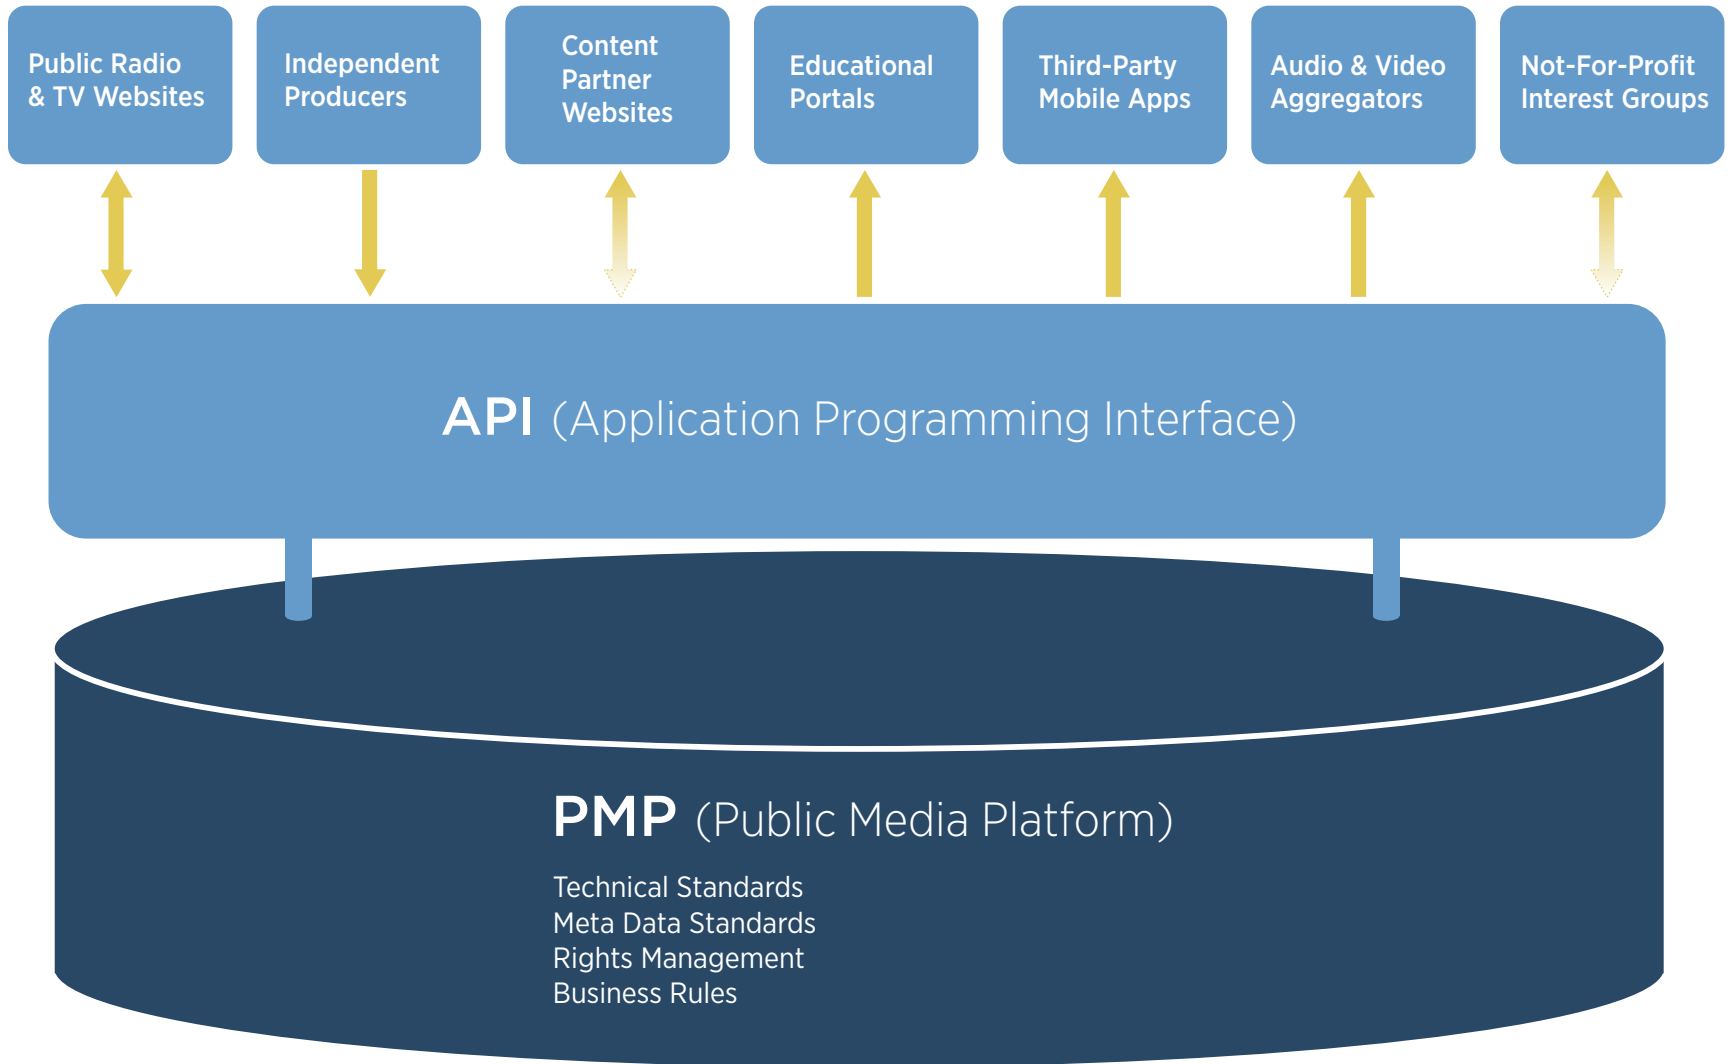 Public Radio
& TV Websites
Independent
Producers
Content
Partner
Websites
Educational
Portals
Third-Party
Mobile Apps
Audio & Video
Aggregators
Not-For-Profit
Interest Groups
API (Application Programming Interface)
PMP (Public Media Platform)
Technical Standards
Meta Data Standards
Rights Management
Business Rules